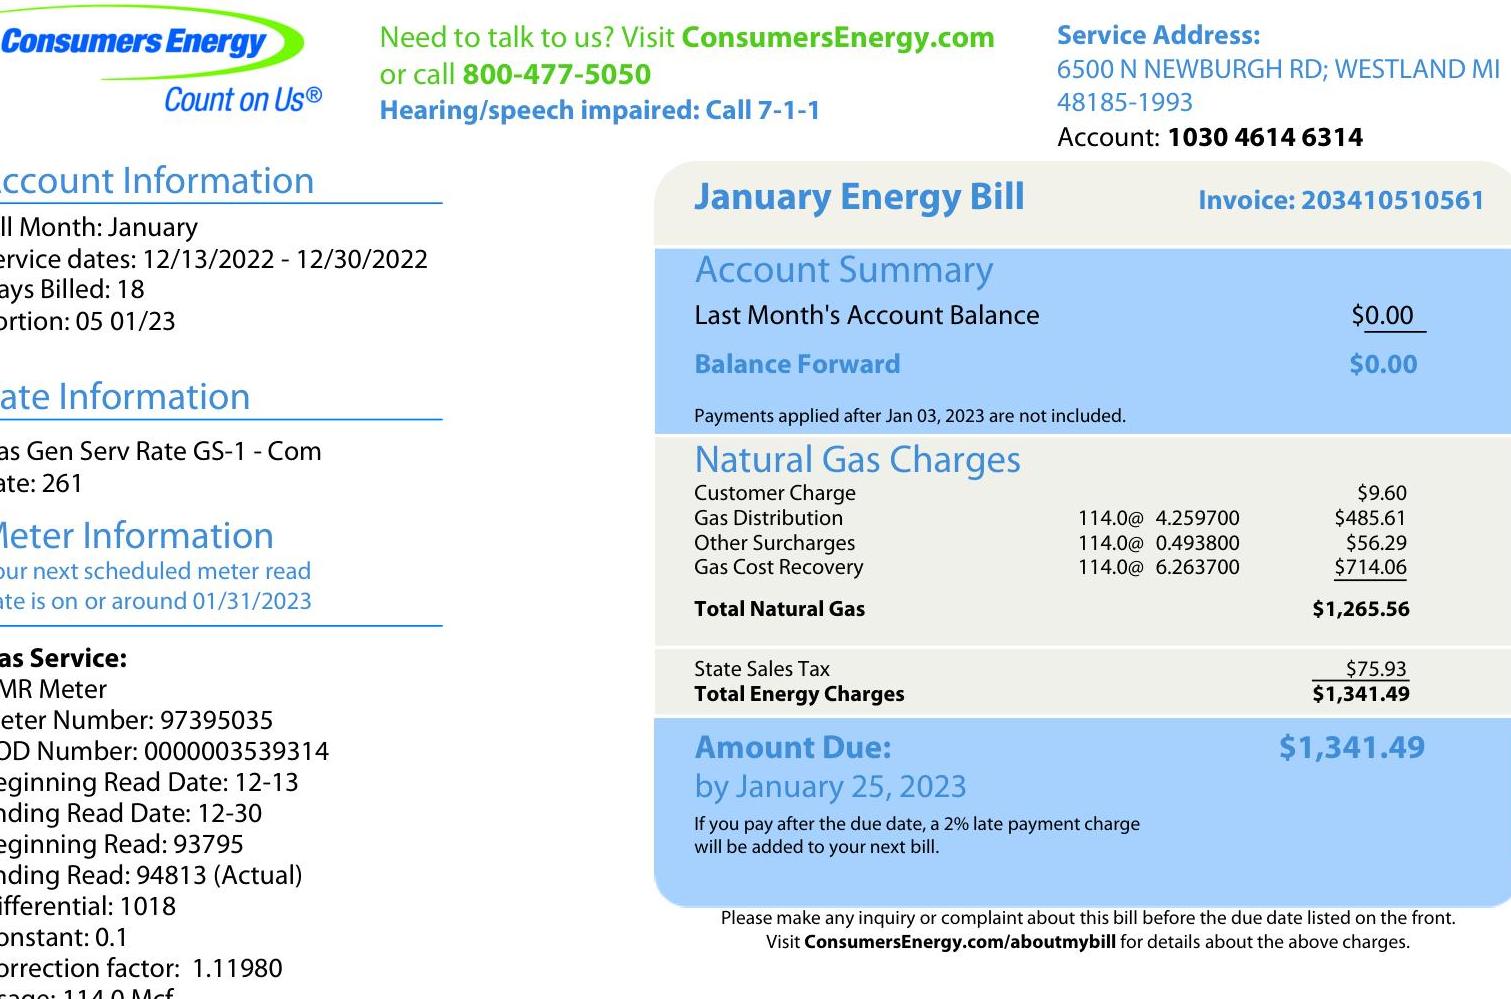 Consumers Energy
Count on Us®
Need to talk to us? Visit ConsumersEnergy.com
or call 800-477-5050
Hearing/speech impaired: Call 7-1-1
Service Address:
6500 N NEWBURGH RD; WESTLAND MI
48185-1993
Account: 1030 4614 6314
ccount Information
ll Month: January
ervice dates: 12/13/2022 - 12/30/2022
ays Billed: 18
ortion: 05 01/23
ate Information
as Gen Serv Rate GS-1 - Com
ate: 261
Meter Information
our next scheduled meter read
ate is on or around 01/31/2023
as Service:
MR Meter
eter Number: 97395035
OD Number: 0000003539314
eginning Read Date: 12-13
nding Read Date: 12-30
eginning Read: 93795
nding Read: 94813 (Actual)
ifferential: 1018
onstant: 0.1
orrection factor: 1.11980
sage: 114.0 Mcf
January Energy Bill Invoice: 203410510561
Account Summary
Last Month's Account Balance $0.00
Balance Forward $0.00
Payments applied after Jan 03, 2023 are not included.
Natural Gas Charges
Customer Charge $9.60
Gas Distribution 114.0@ 4.259700 $485.61
Other Surcharges 114.0@ 0.493800 $56.29
Gas Cost Recovery 114.0@ 6.263700 $714.06
Total Natural Gas $1,265.56
State Sales Tax $75.93
Total Energy Charges $1,341.49
Amount Due: $1,341.49
by January 25, 2023
If you pay after the due date, a 2% late payment charge
will be added to your next bill.
Please make any inquiry or complaint about this bill before the due date listed on the front.
Visit ConsumersEnergy.com/aboutmybill for details about the above charges.